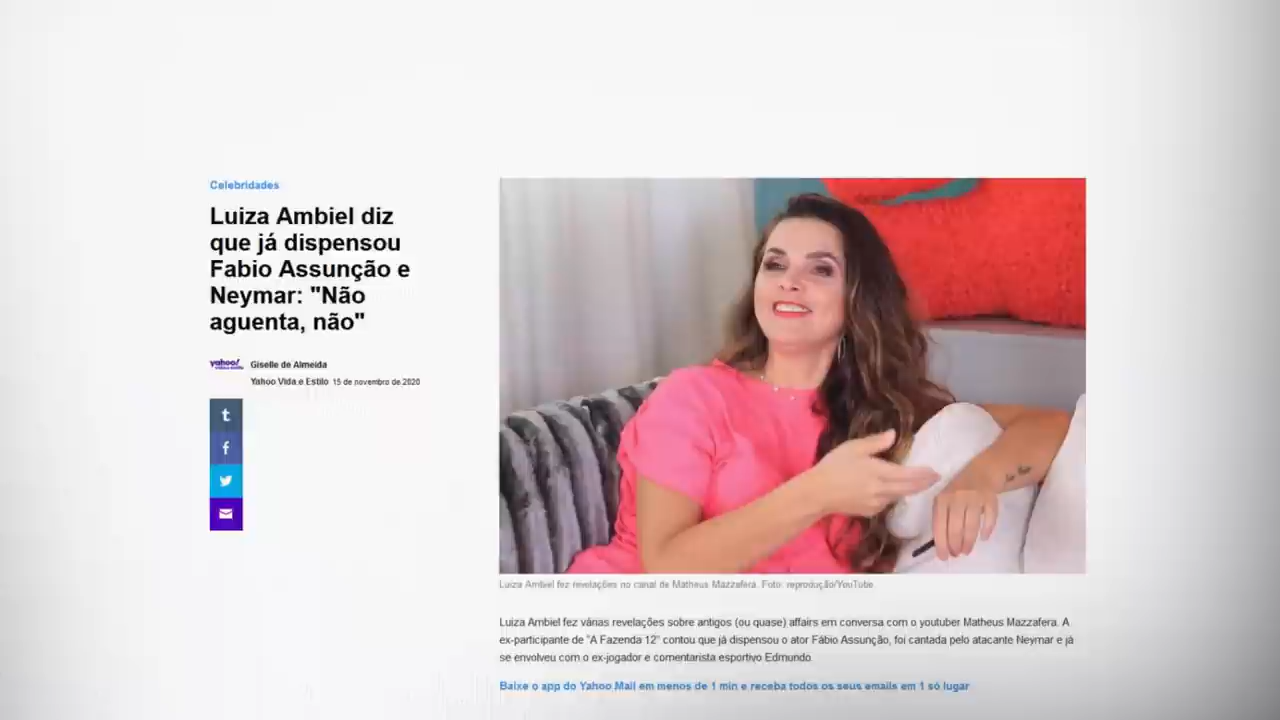 Celebridades
Luiza Ambiel diz
que já dispensou
Fabio Assunção e
Neymar: "Não
aguenta, não"
yahoo!
Giselle de Almeida
Yahoo Vida e Estilo 15 de novembro de 2020
t
f
Luiza Ambiel fez revelações no canal de Matheus Mazzafera. Foto: reprodução/YouTube
Luiza Ambiel fez várias revelações sobre antigos (ou quase) affairs em conversa com o youtuber Matheus Mazzafera. A
ex-participante de "A Fazenda 12" contou que já dispensou o ator Fábio Assunção, foi cantada pelo atacante Neymar e já
se envolveu com o ex-jogador e comentarista esportivo Edmundo.
Baixe o app do Yahoo Mail em menos de 1 min e receba todos os seus emails em 1 só lugar